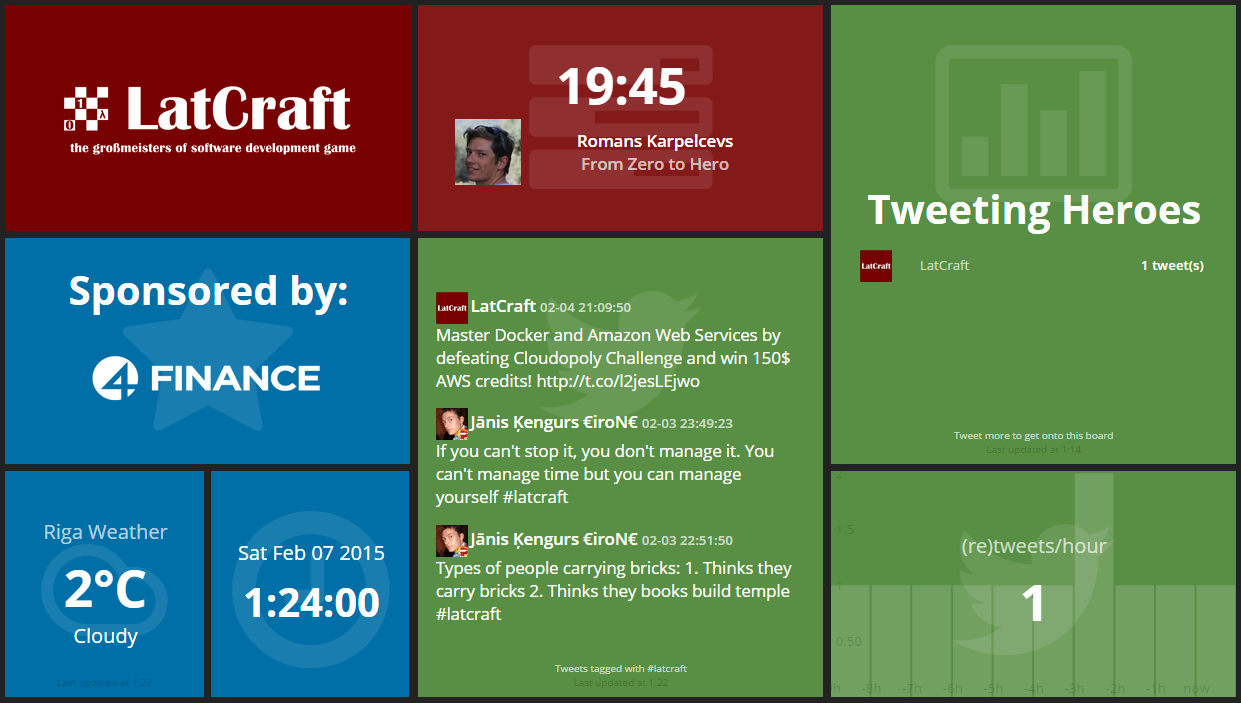 LatCraft
the großmeisters of software development game
19:45
Romans Karpelcevs
From Zero to Hero
Tweeting Heroes
LatCraft LatCraft 1 tweet(s)
Tweet more to get onto this board
Last updated at 1:14
Sponsored by:
4FINANCE
LatCraft LatCraft 02-04 21:09:50
Master Docker and Amazon Web Services by
defeating Cloudopoly Challenge and win 150$
AWS credits! http://t.co/l2jesLEjwo
Jānis Ķengurs €iroN€ 02-03 23:49:23
If you can't stop it, you don't manage it. You
can't manage time but you can manage
yourself #latcraft
Jānis Ķengurs €iroN€ 02-03 22:51:50
Types of people carrying bricks: 1. Thinks they
carry bricks 2. Thinks they books build temple
#latcraft
Tweets tagged with #latcraft
Last updated at 1:22
Riga Weather
2°C
Cloudy
Last updated at 1:23
Sat Feb 07 2015
1:24:00
2
1.5
(re)tweets/hour
1
1
0.50
-8h -7h -6h -5h -4h -3h -2h -1h now